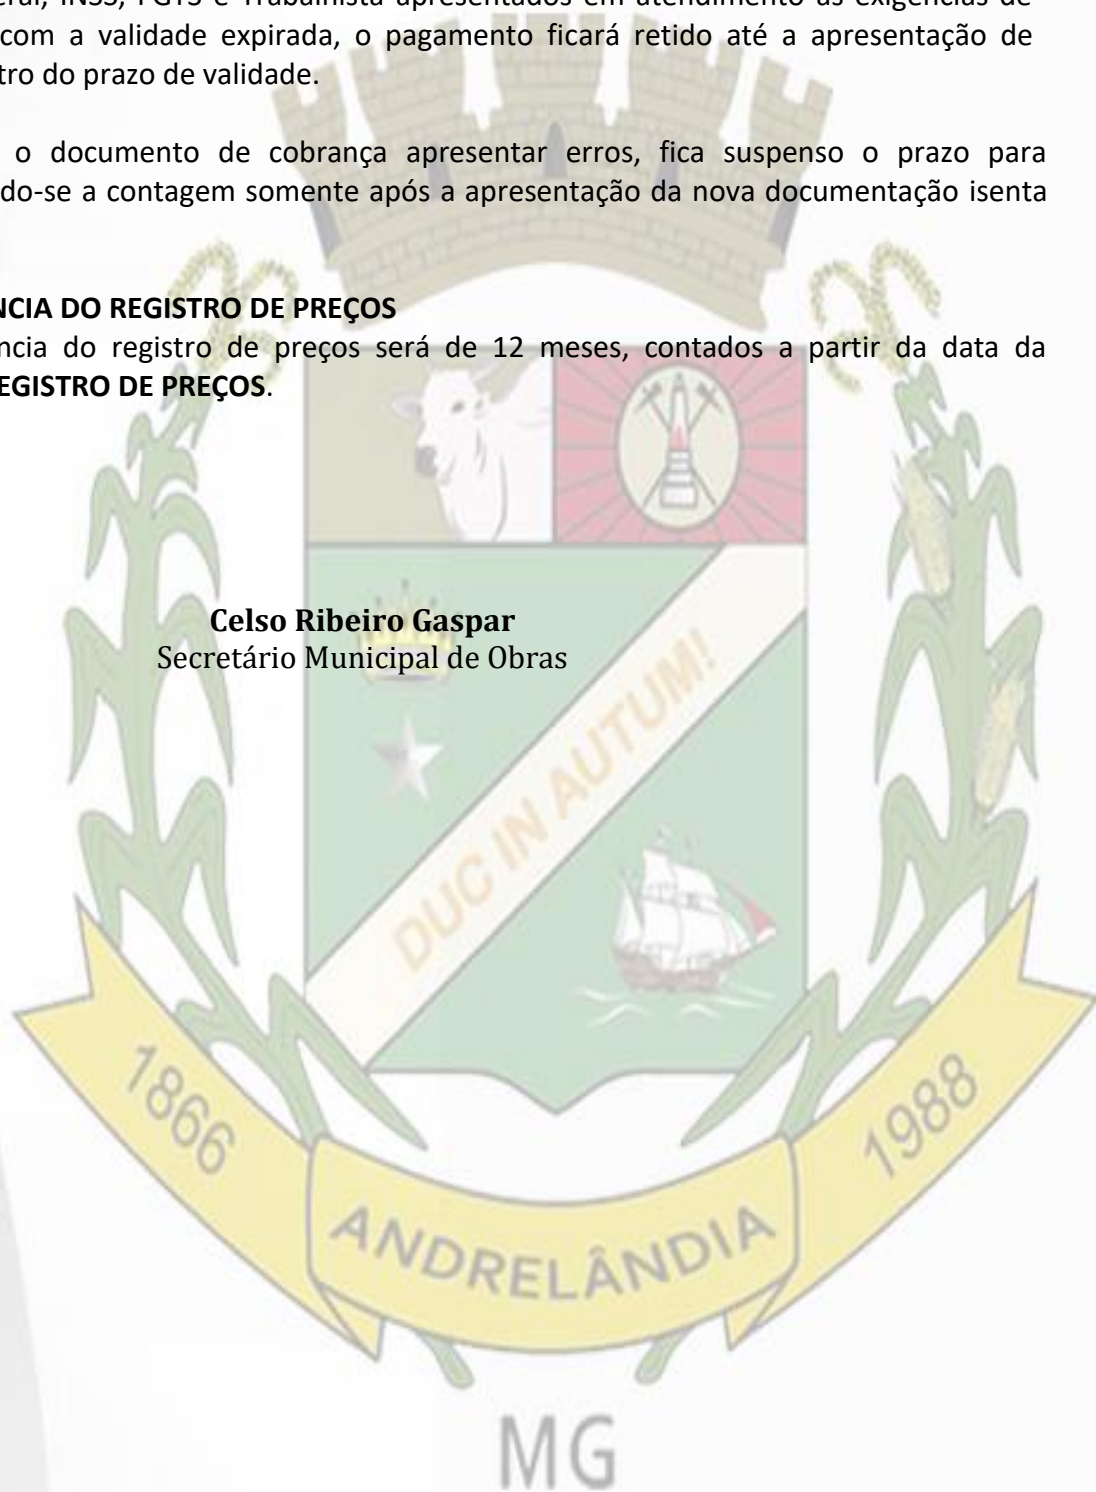 eral, INSS, FGTS e Trabalhista apresentados em atendimento às exigências de
com a validade expirada, o pagamento ficará retido até a apresentação de
tro do prazo de validade.
o documento de cobrança apresentar erros, fica suspenso o prazo para
do-se a contagem somente após a apresentação da nova documentação isenta
NCIA DO REGISTRO DE PREÇOS
ncia do registro de preços será de 12 meses, contados a partir da data da
EGISTRO DE PREÇOS.
Celso Ribeiro Gaspar
Secretário Municipal de Obras
DUC IN AUTUM!
1866
ANDRELÂNDIA
1988
MG